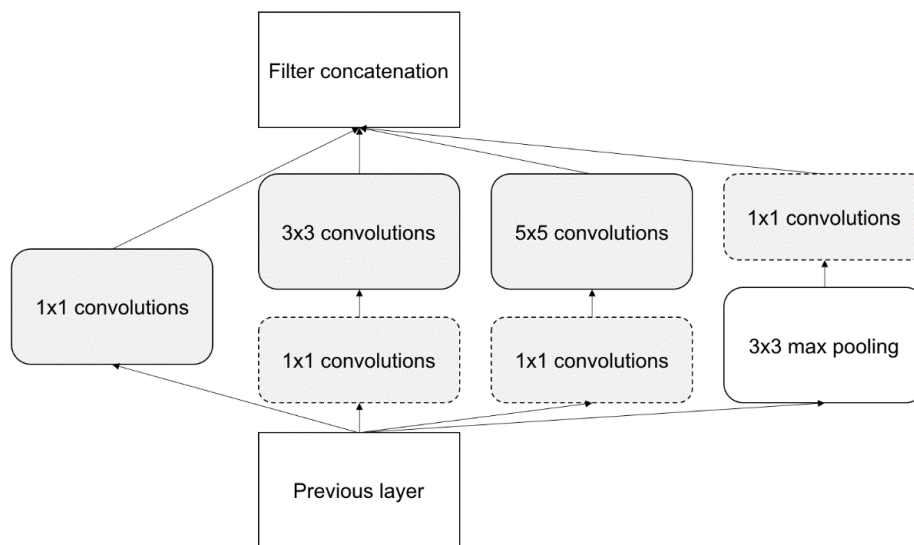 Filter concatenation
3x3 convolutions
5x5 convolutions
1x1 convolutions
1x1 convolutions
1x1 convolutions
1x1 convolutions
3x3 max pooling
Previous layer